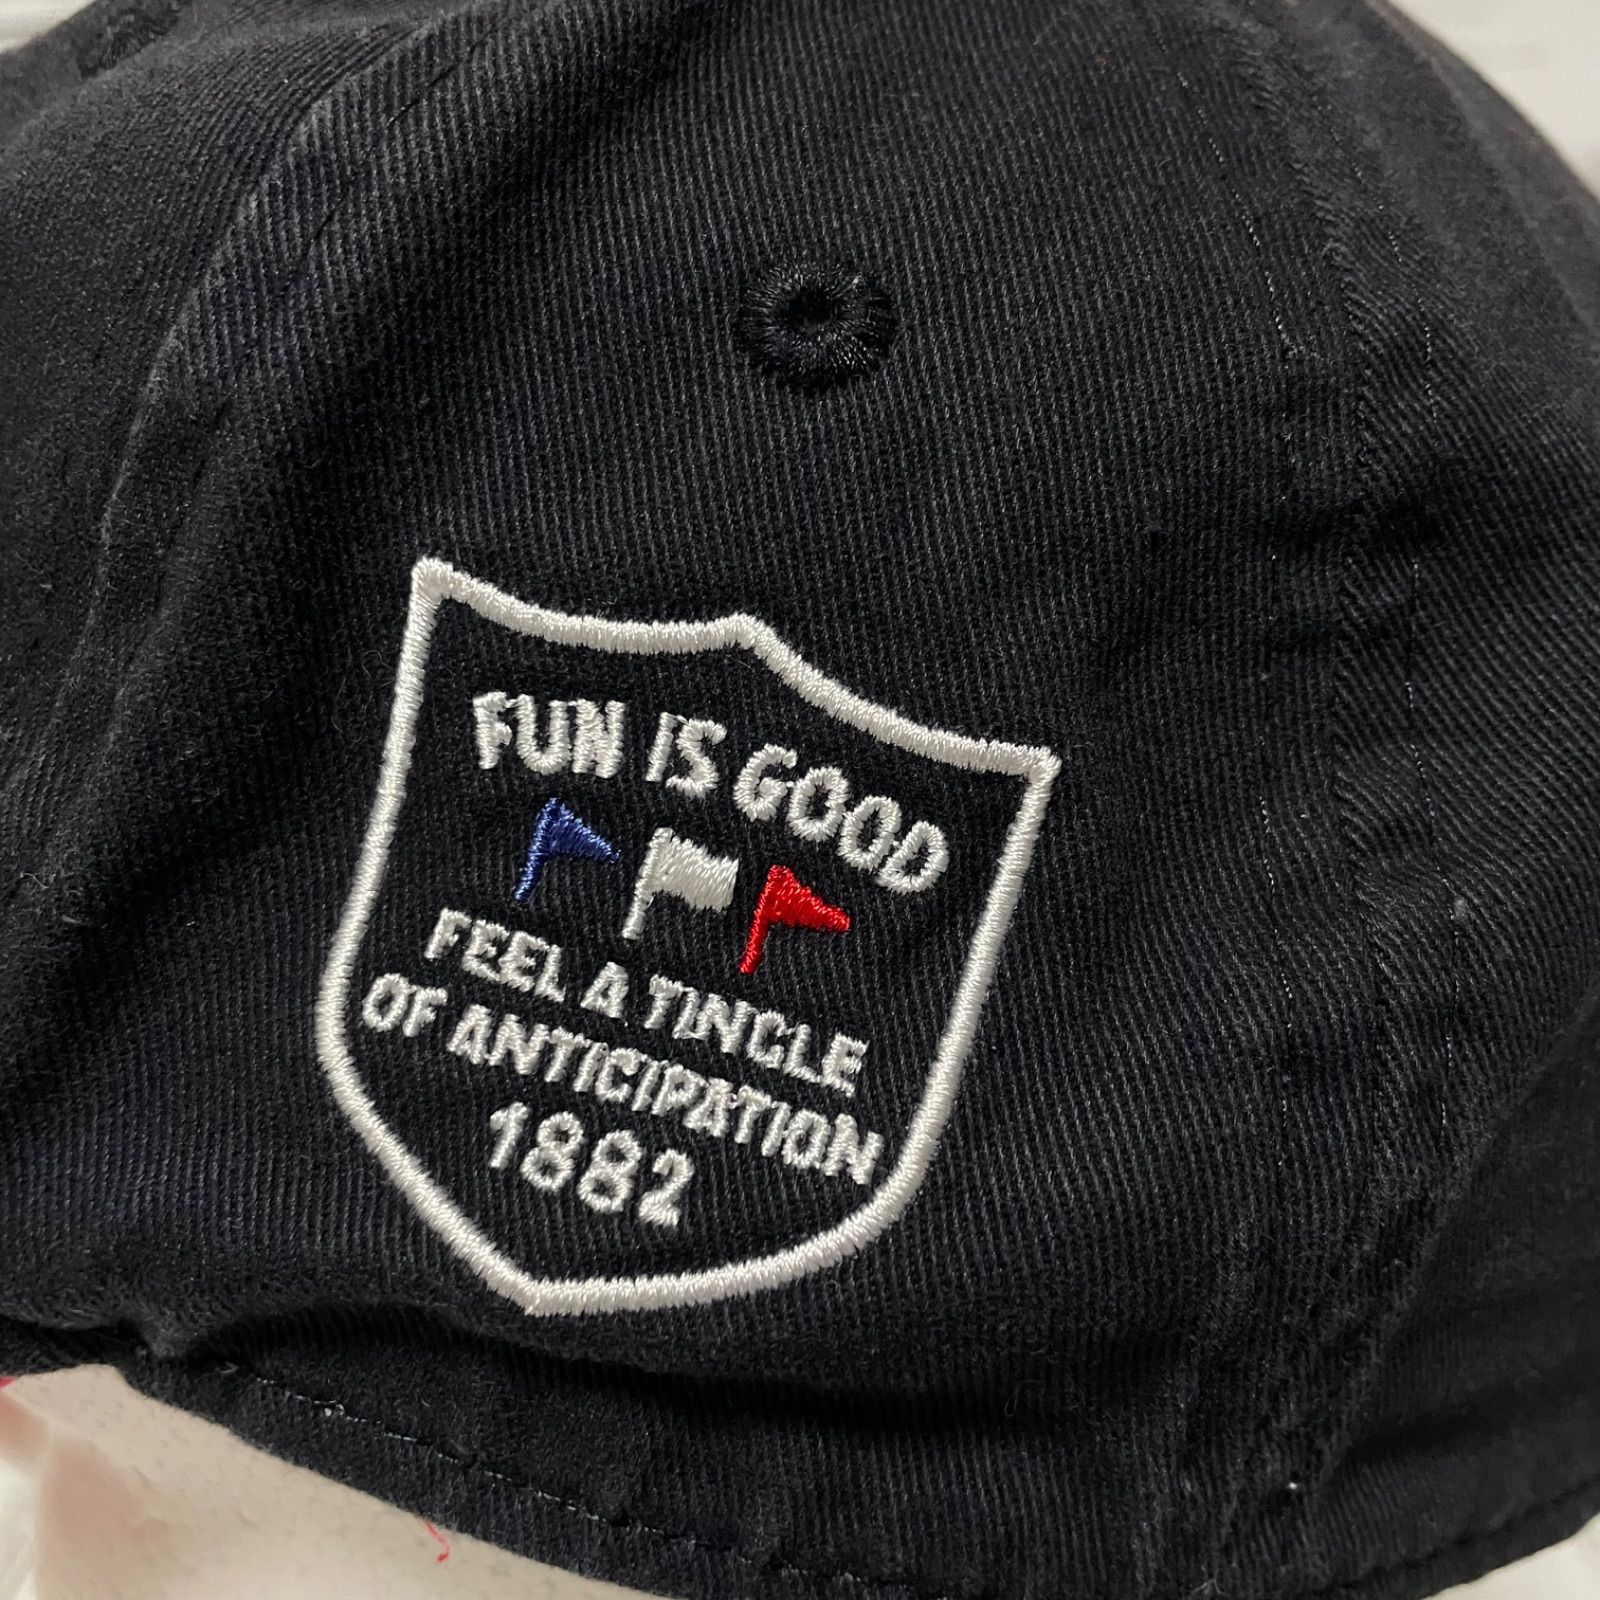 FUN IS GOOD
FEEL A TINGLE
OF ANTICIPATION
1882